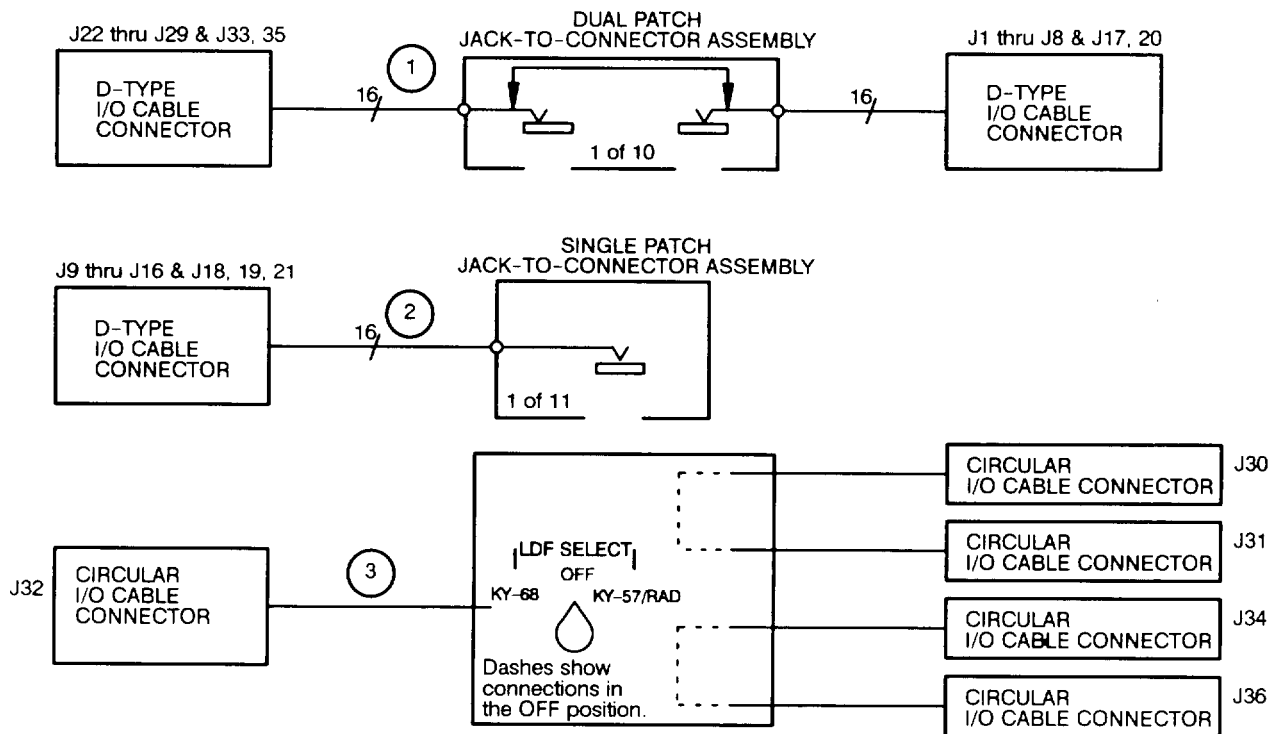 J22 thru J29 & J33, 35
D-TYPE
I/O CABLE
CONNECTOR
16
1
DUAL PATCH
JACK-TO-CONNECTOR ASSEMBLY
1 of 10
16
J1 thru J8 & J17, 20
D-TYPE
I/O CABLE
CONNECTOR
J9 thru J16 & J18, 19, 21
D-TYPE
I/O CABLE
CONNECTOR
16
2
SINGLE PATCH
JACK-TO-CONNECTOR ASSEMBLY
1 of 11
J32
CIRCULAR
I/O CABLE
CONNECTOR
3
LDF SELECT
OFF
KY-68
KY-57/RAD
Dashes show
connections in
the OFF position.
CIRCULAR
I/O CABLE CONNECTOR
J30
CIRCULAR
I/O CABLE CONNECTOR
J31
CIRCULAR
I/O CABLE CONNECTOR
J34
CIRCULAR
I/O CABLE CONNECTOR
J36